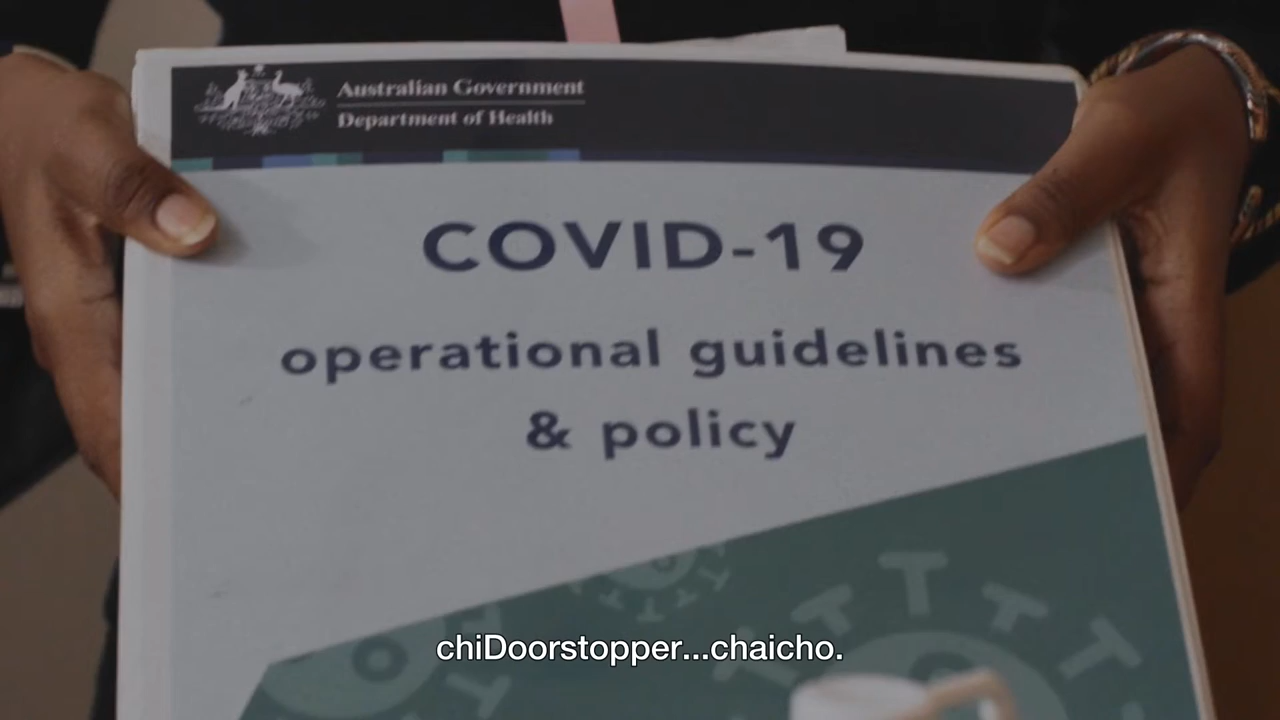 Australian Government
Department of Health
COVID-19
operational guidelines
& policy
chiDoorstopper...chaicho.